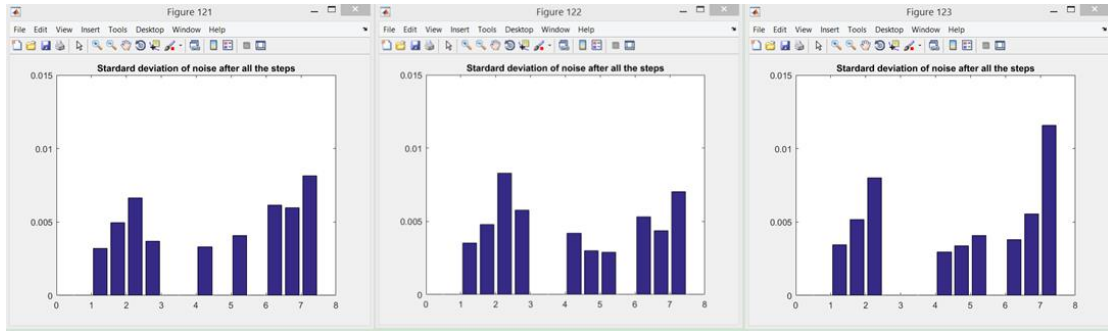 Figure 121
File Edit View Insert Tools Desktop Window Help
Stardard deviation of noise after all the steps
0.015
0.01
0.005
0
0 1 2 3 4 5 6 7 8
Figure 122
File Edit View Insert Tools Desktop Window Help
Stardard deviation of noise after all the steps
0.015
0.01
0.005
0
0 1 2 3 4 5 6 7 8
Figure 123
File Edit View Insert Tools Desktop Window Help
Stardard deviation of noise after all the steps
0.015
0.01
0.005
0
0 1 2 3 4 5 6 7 8